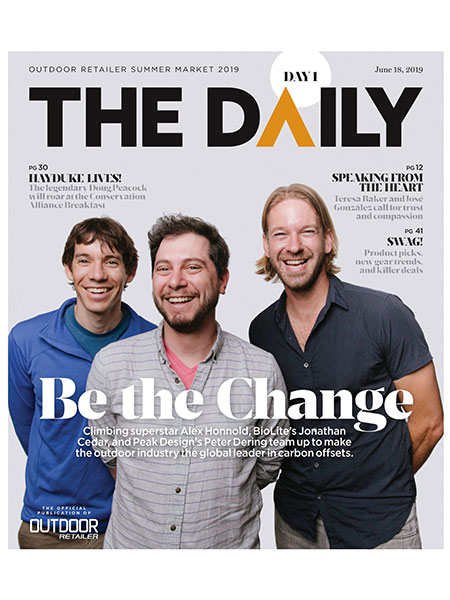 OUTDOOR RETAILER SUMMER MARKET 2019
DAY 1
June 18, 2019
THE DAILY
PG 30
HAYDUKE LIVES!
The legendary Doug Peacock
will roar at the Conservation
Alliance Breakfast
PG 12
SPEAKING FROM
THE HEART
Teresa Baker and José
González call for trust
and compassion
PG 41
SWAG!
Product picks,
new gear trends,
and killer deals
Be the Change
Climbing superstar Alex Honnold, BioLite's Jonathan
Cedar, and Peak Design's Peter Dering team up to make
the outdoor industry the global leader in carbon offsets.
THE OFFICIAL
PUBLICATION OF
OUTDOOR
RETAILER